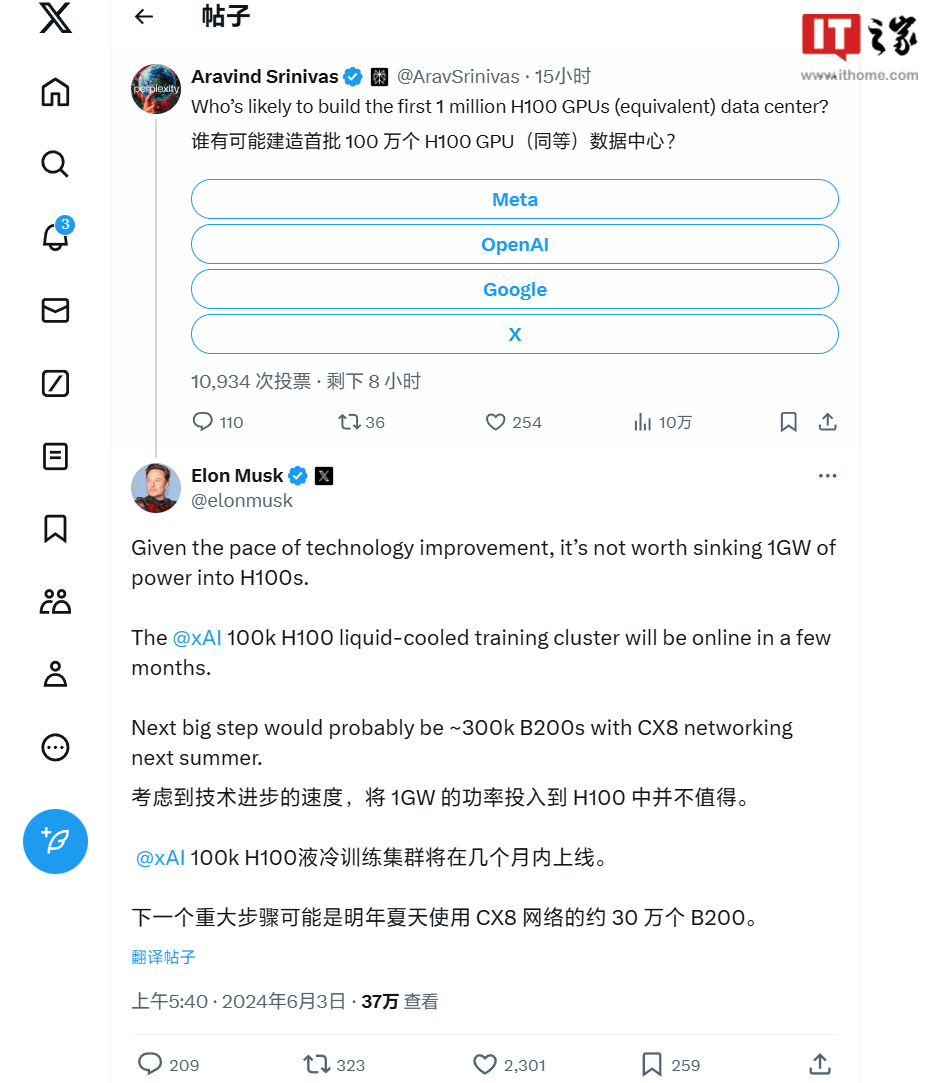 帖子
IT之家
www.ithome.com
perplexity
Aravind Srinivas @AravSrinivas · 15小时
Who’s likely to build the first 1 million H100 GPUs (equivalent) data center?
谁有可能建造首批 100 万个 H100 GPU（同等）数据中心？
3
Meta
OpenAI
Google
X
10,934 次投票 · 剩下 8 小时
110 36 254 10万
Elon Musk
@elonmusk
Given the pace of technology improvement, it’s not worth sinking 1GW of
power into H100s.
The @xAI 100k H100 liquid-cooled training cluster will be online in a few
months.
Next big step would probably be ~300k B200s with CX8 networking
next summer.
考虑到技术进步的速度，将 1GW 的功率投入到 H100 中并不值得。
@xAI 100k H100液冷训练集群将在几个月内上线。
下一个重大步骤可能是明年夏天使用 CX8 网络的约 30 万个 B200。
翻译帖子
上午5:40 · 2024年6月3日 · 37万 查看
209 323 2,301 259